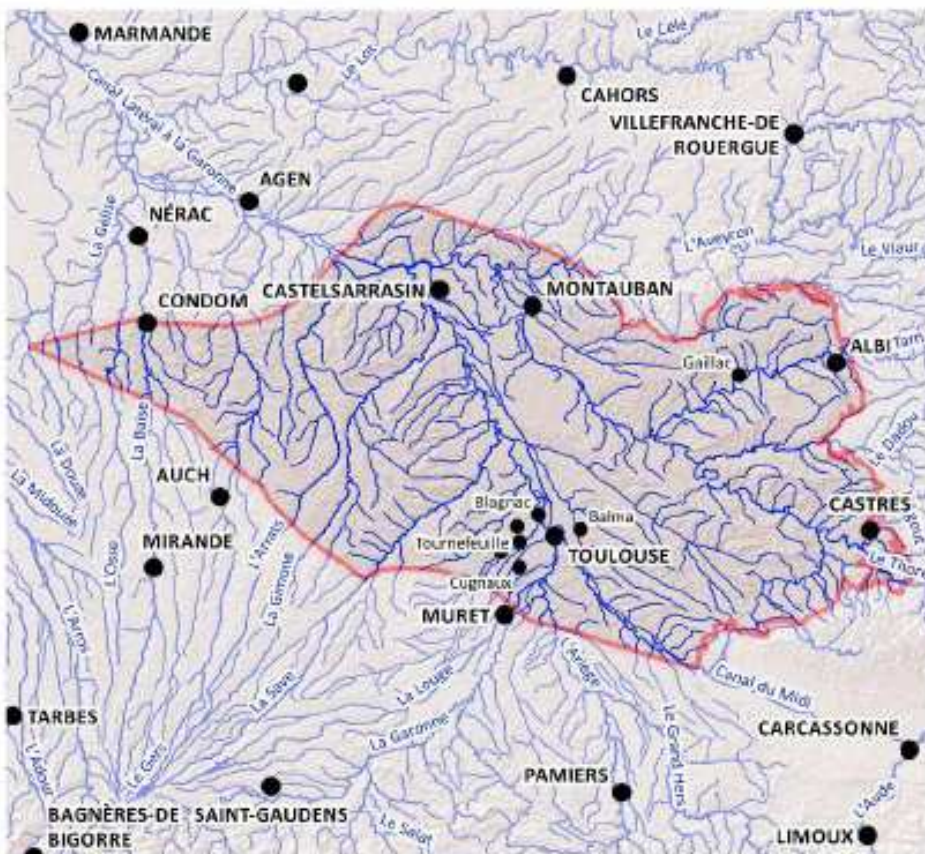 MARMANDE
Le Célé
Le Lot
CAHORS
Canal Latéral à la Garonne
VILLEFRANCHE-DE
ROUERGUE
AGEN
NÉRAC
La Gélise
L'Aveyron
Le Viaur
CONDOM
CASTELSARRASIN
MONTAUBAN
Gaillac
ALBI
Tarn
La Baïse
La Douze
Le Dadou
La Midouze
AUCH
Blagnac
Balma
CASTRES
Tournefeuille
TOULOUSE
MIRANDE
L'Osse
L'Arrats
La Gimone
Le Thoré
Cugnaux
MURET
L'Arros
L'Ariège
La Save
La Louge
Canal du Midi
TARBES
La Garonne
Le Grand Hers
CARCASSONNE
L'Adour
Le Gers
PAMIERS
L'Aude
BAGNÈRES-DE
BIGORRE
SAINT-GAUDENS
Le Salat
LIMOUX